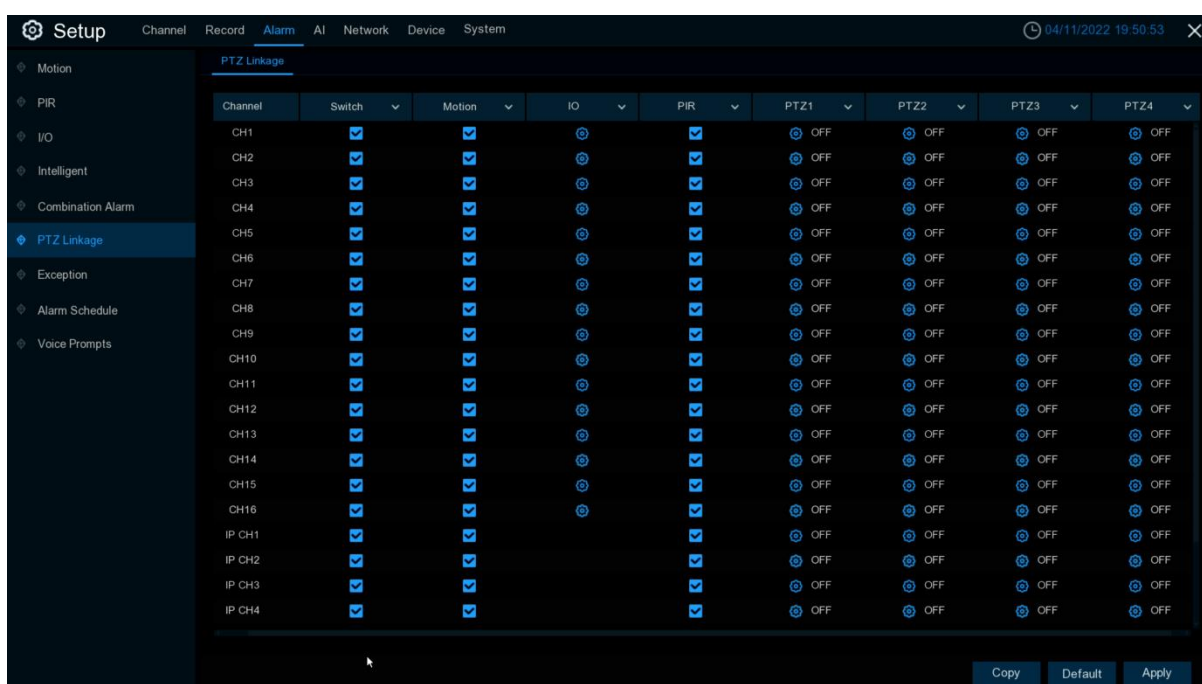 Setup Channel Record Alarm AI Network Device System 04/11/2022 19:50:53
Motion
PIR
I/O
Intelligent
Combination Alarm
PTZ Linkage
Exception
Alarm Schedule
Voice Prompts
PTZ Linkage
Channel Switch Motion IO PIR PTZ1 PTZ2 PTZ3 PTZ4
CH1 OFF OFF OFF OFF
CH2 OFF OFF OFF OFF
CH3 OFF OFF OFF OFF
CH4 OFF OFF OFF OFF
CH5 OFF OFF OFF OFF
CH6 OFF OFF OFF OFF
CH7 OFF OFF OFF OFF
CH8 OFF OFF OFF OFF
CH9 OFF OFF OFF OFF
CH10 OFF OFF OFF OFF
CH11 OFF OFF OFF OFF
CH12 OFF OFF OFF OFF
CH13 OFF OFF OFF OFF
CH14 OFF OFF OFF OFF
CH15 OFF OFF OFF OFF
CH16 OFF OFF OFF OFF
IP CH1 OFF OFF OFF OFF
IP CH2 OFF OFF OFF OFF
IP CH3 OFF OFF OFF OFF
IP CH4 OFF OFF OFF OFF
Copy Default Apply